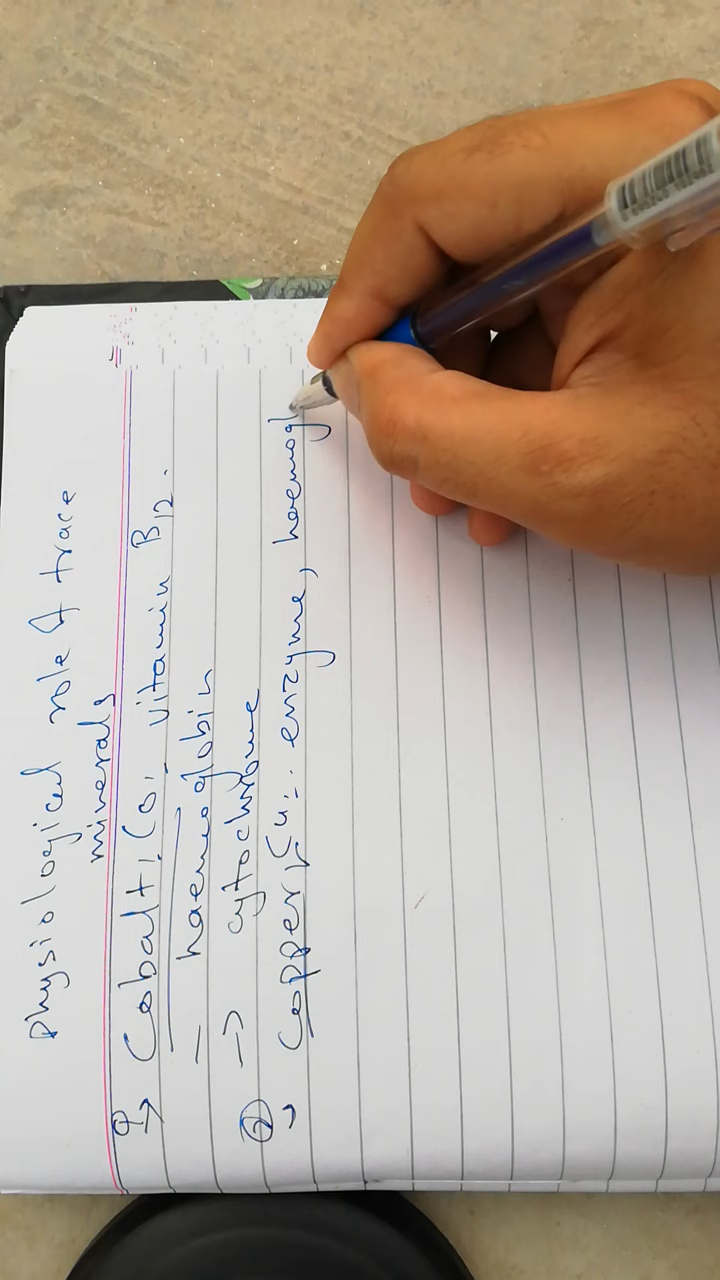 Physiological role of trace
minerals
① → Cobalt, Co, vitamin B12.
– haemoglobin
→ cytochrome
② → Copper, Cu:- enzyme, haemogl